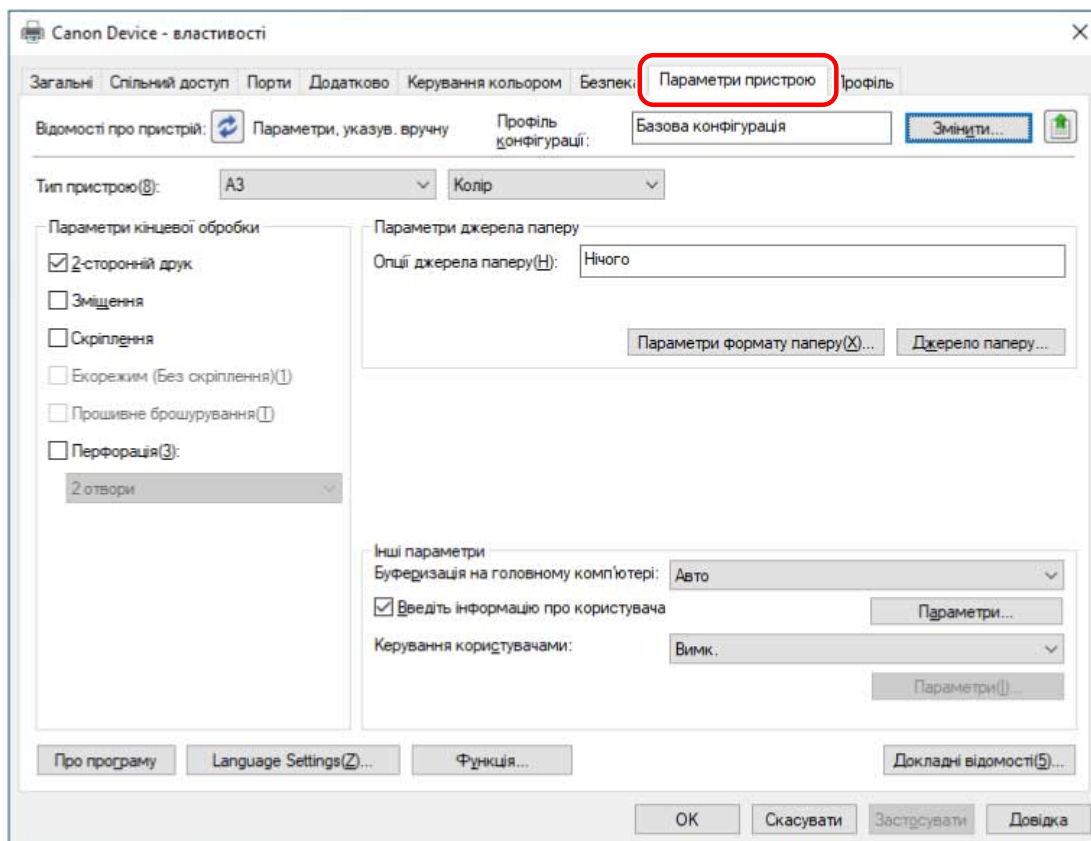 Canon Device - властивості
Загальні Спільний доступ Порти Додатково Керування кольором Безпека Параметри пристрою Профіль
Відомості про пристрій: Параметри, указув. вручну Профіль конфігурації: Базова конфігурація Змінити...
Тип пристрою(8): A3 Колір
Параметри кінцевої обробки
2-сторонній друк
Зміщення
Скріплення
Екорежим (Без скріплення)(1)
Прошивне брошурування(T)
Перфорація(3):
2 отвори
Параметри джерела паперу
Опції джерела паперу(H): Нічого
Параметри формату паперу(X)... Джерело паперу...
Інші параметри
Буферизація на головному комп'ютері: Авто
Введіть інформацію про користувача Параметри...
Керування користувачами: Вимк.
Параметри(I)...
Про програму Language Settings(Z)... Функція... Докладні відомості(5)...
OK Скасувати Застосувати Довідка